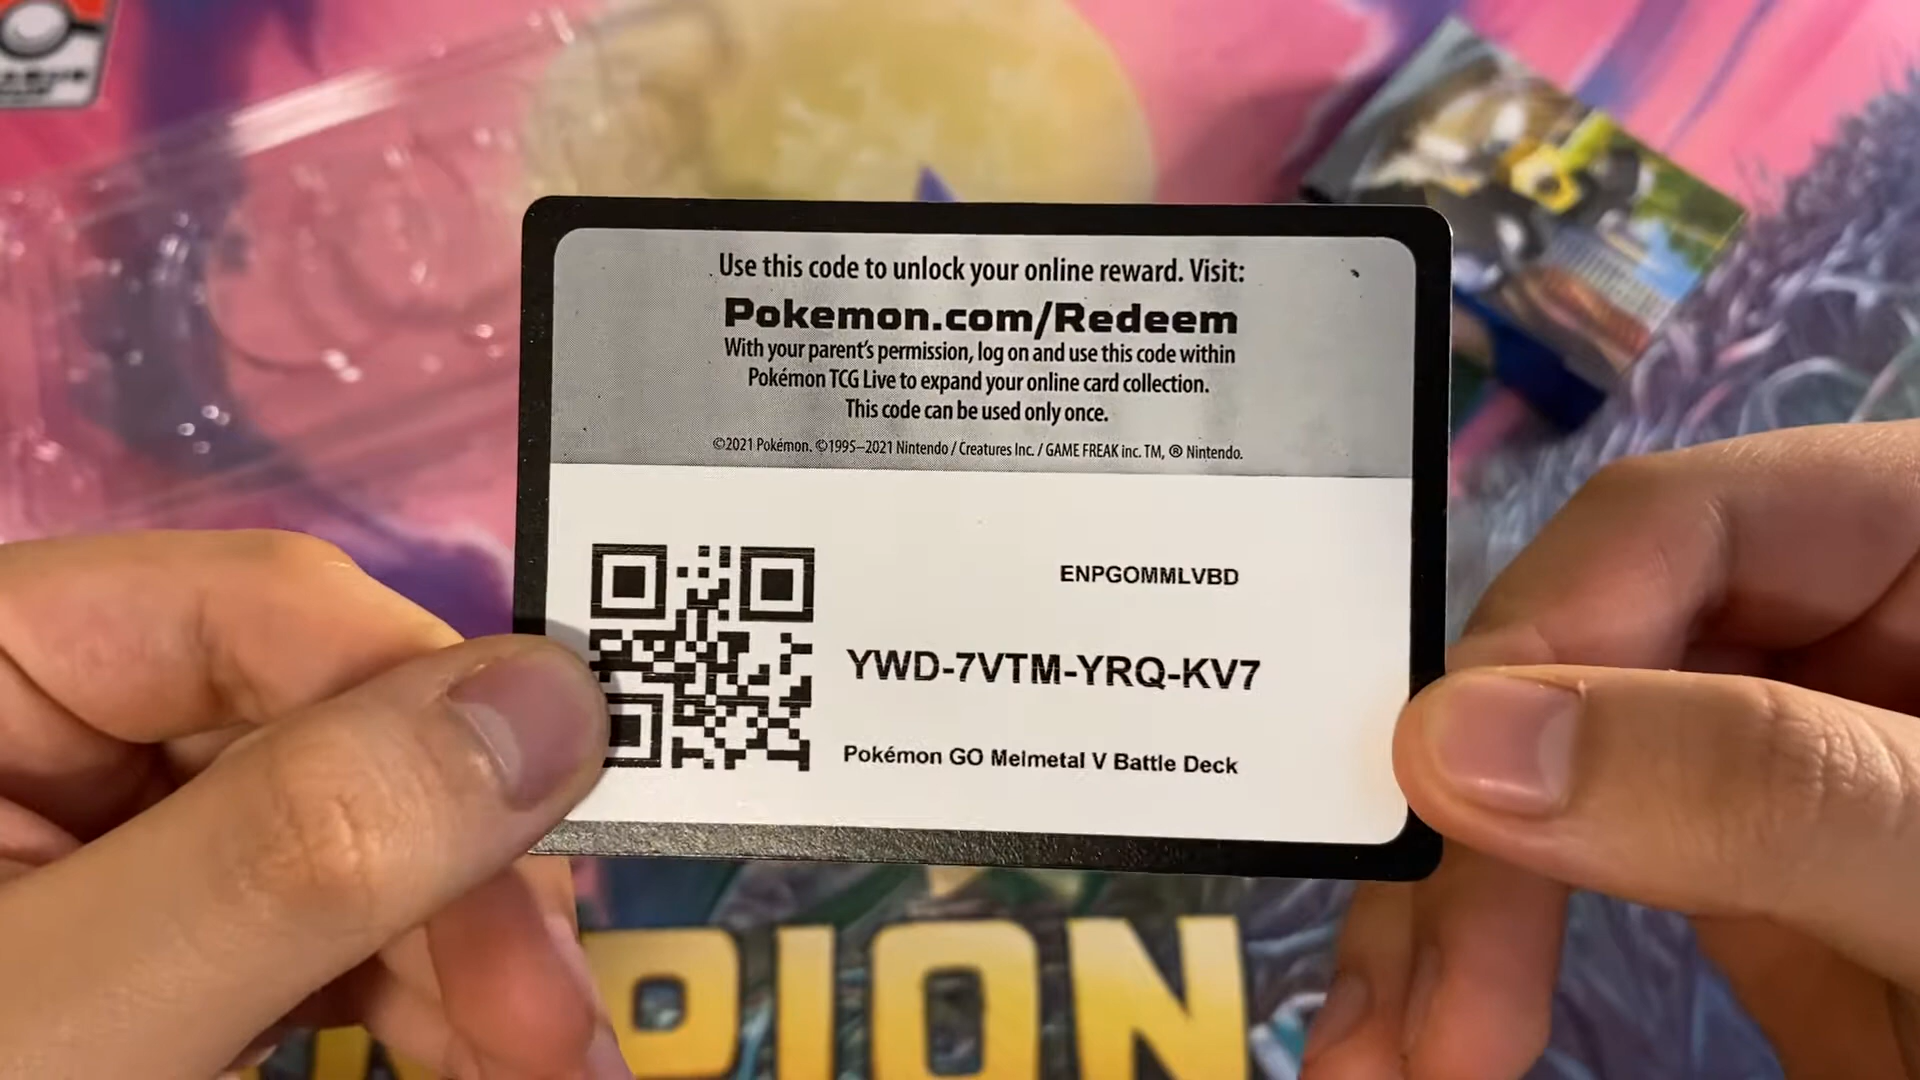 Use this code to unlock your online reward. Visit:
Pokemon.com/Redeem
With your parent's permission, log on and use this code within
Pokémon TCG Live to expand your online card collection.
This code can be used only once.
©2021 Pokémon. ©1995–2021 Nintendo / Creatures Inc. / GAME FREAK inc. TM, ® Nintendo.
ENPGOMMLVBD
YWD-7VTM-YRQ-KV7
Pokémon GO Melmetal V Battle Deck
PION